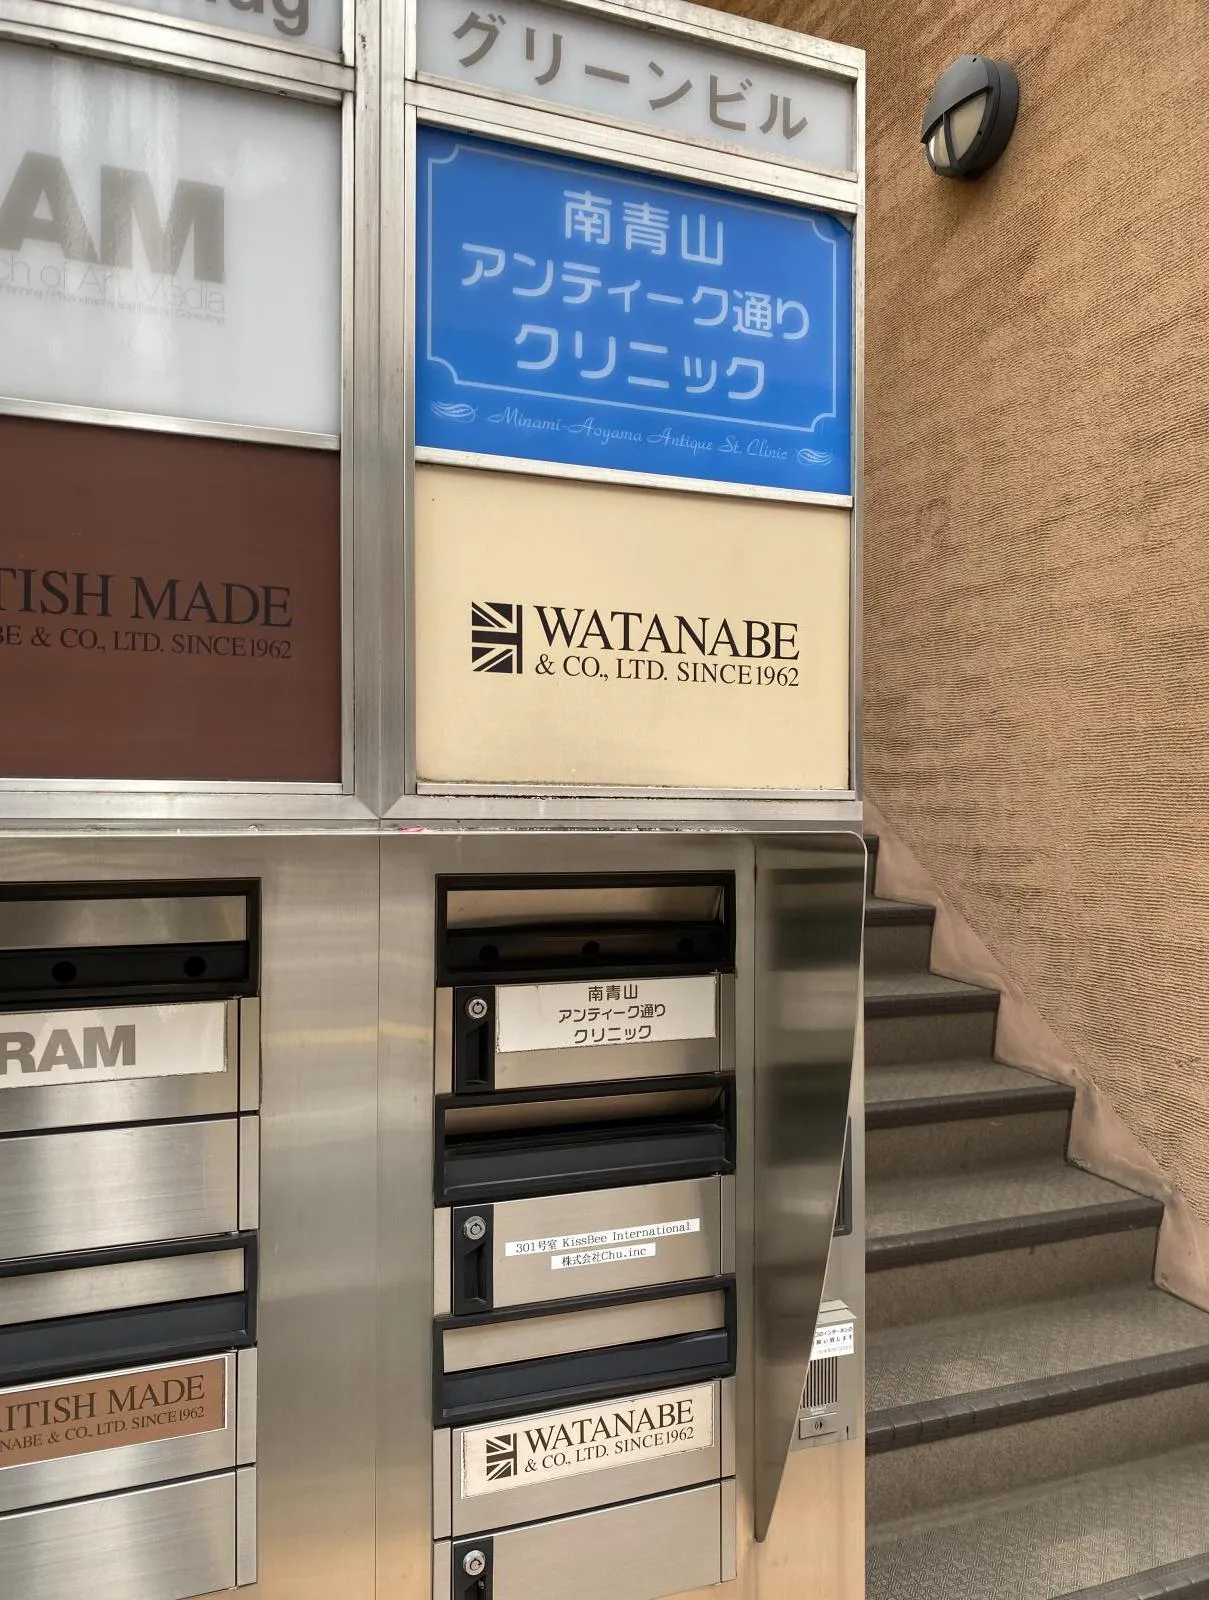 グリーンビル
AM
ch of Art Media
南青山
アンティーク通り
クリニック
Minami-Aoyama Antique St. Clinic
TISH MADE
BE & CO., LTD. SINCE1962
WATANABE
& CO., LTD. SINCE1962
RAM
南青山
アンティーク通り
クリニック
301号室 KissBee International
株式会社Chu.inc
ITISH MADE
NABE & CO., LTD. SINCE1962
WATANABE
& CO., LTD. SINCE1962